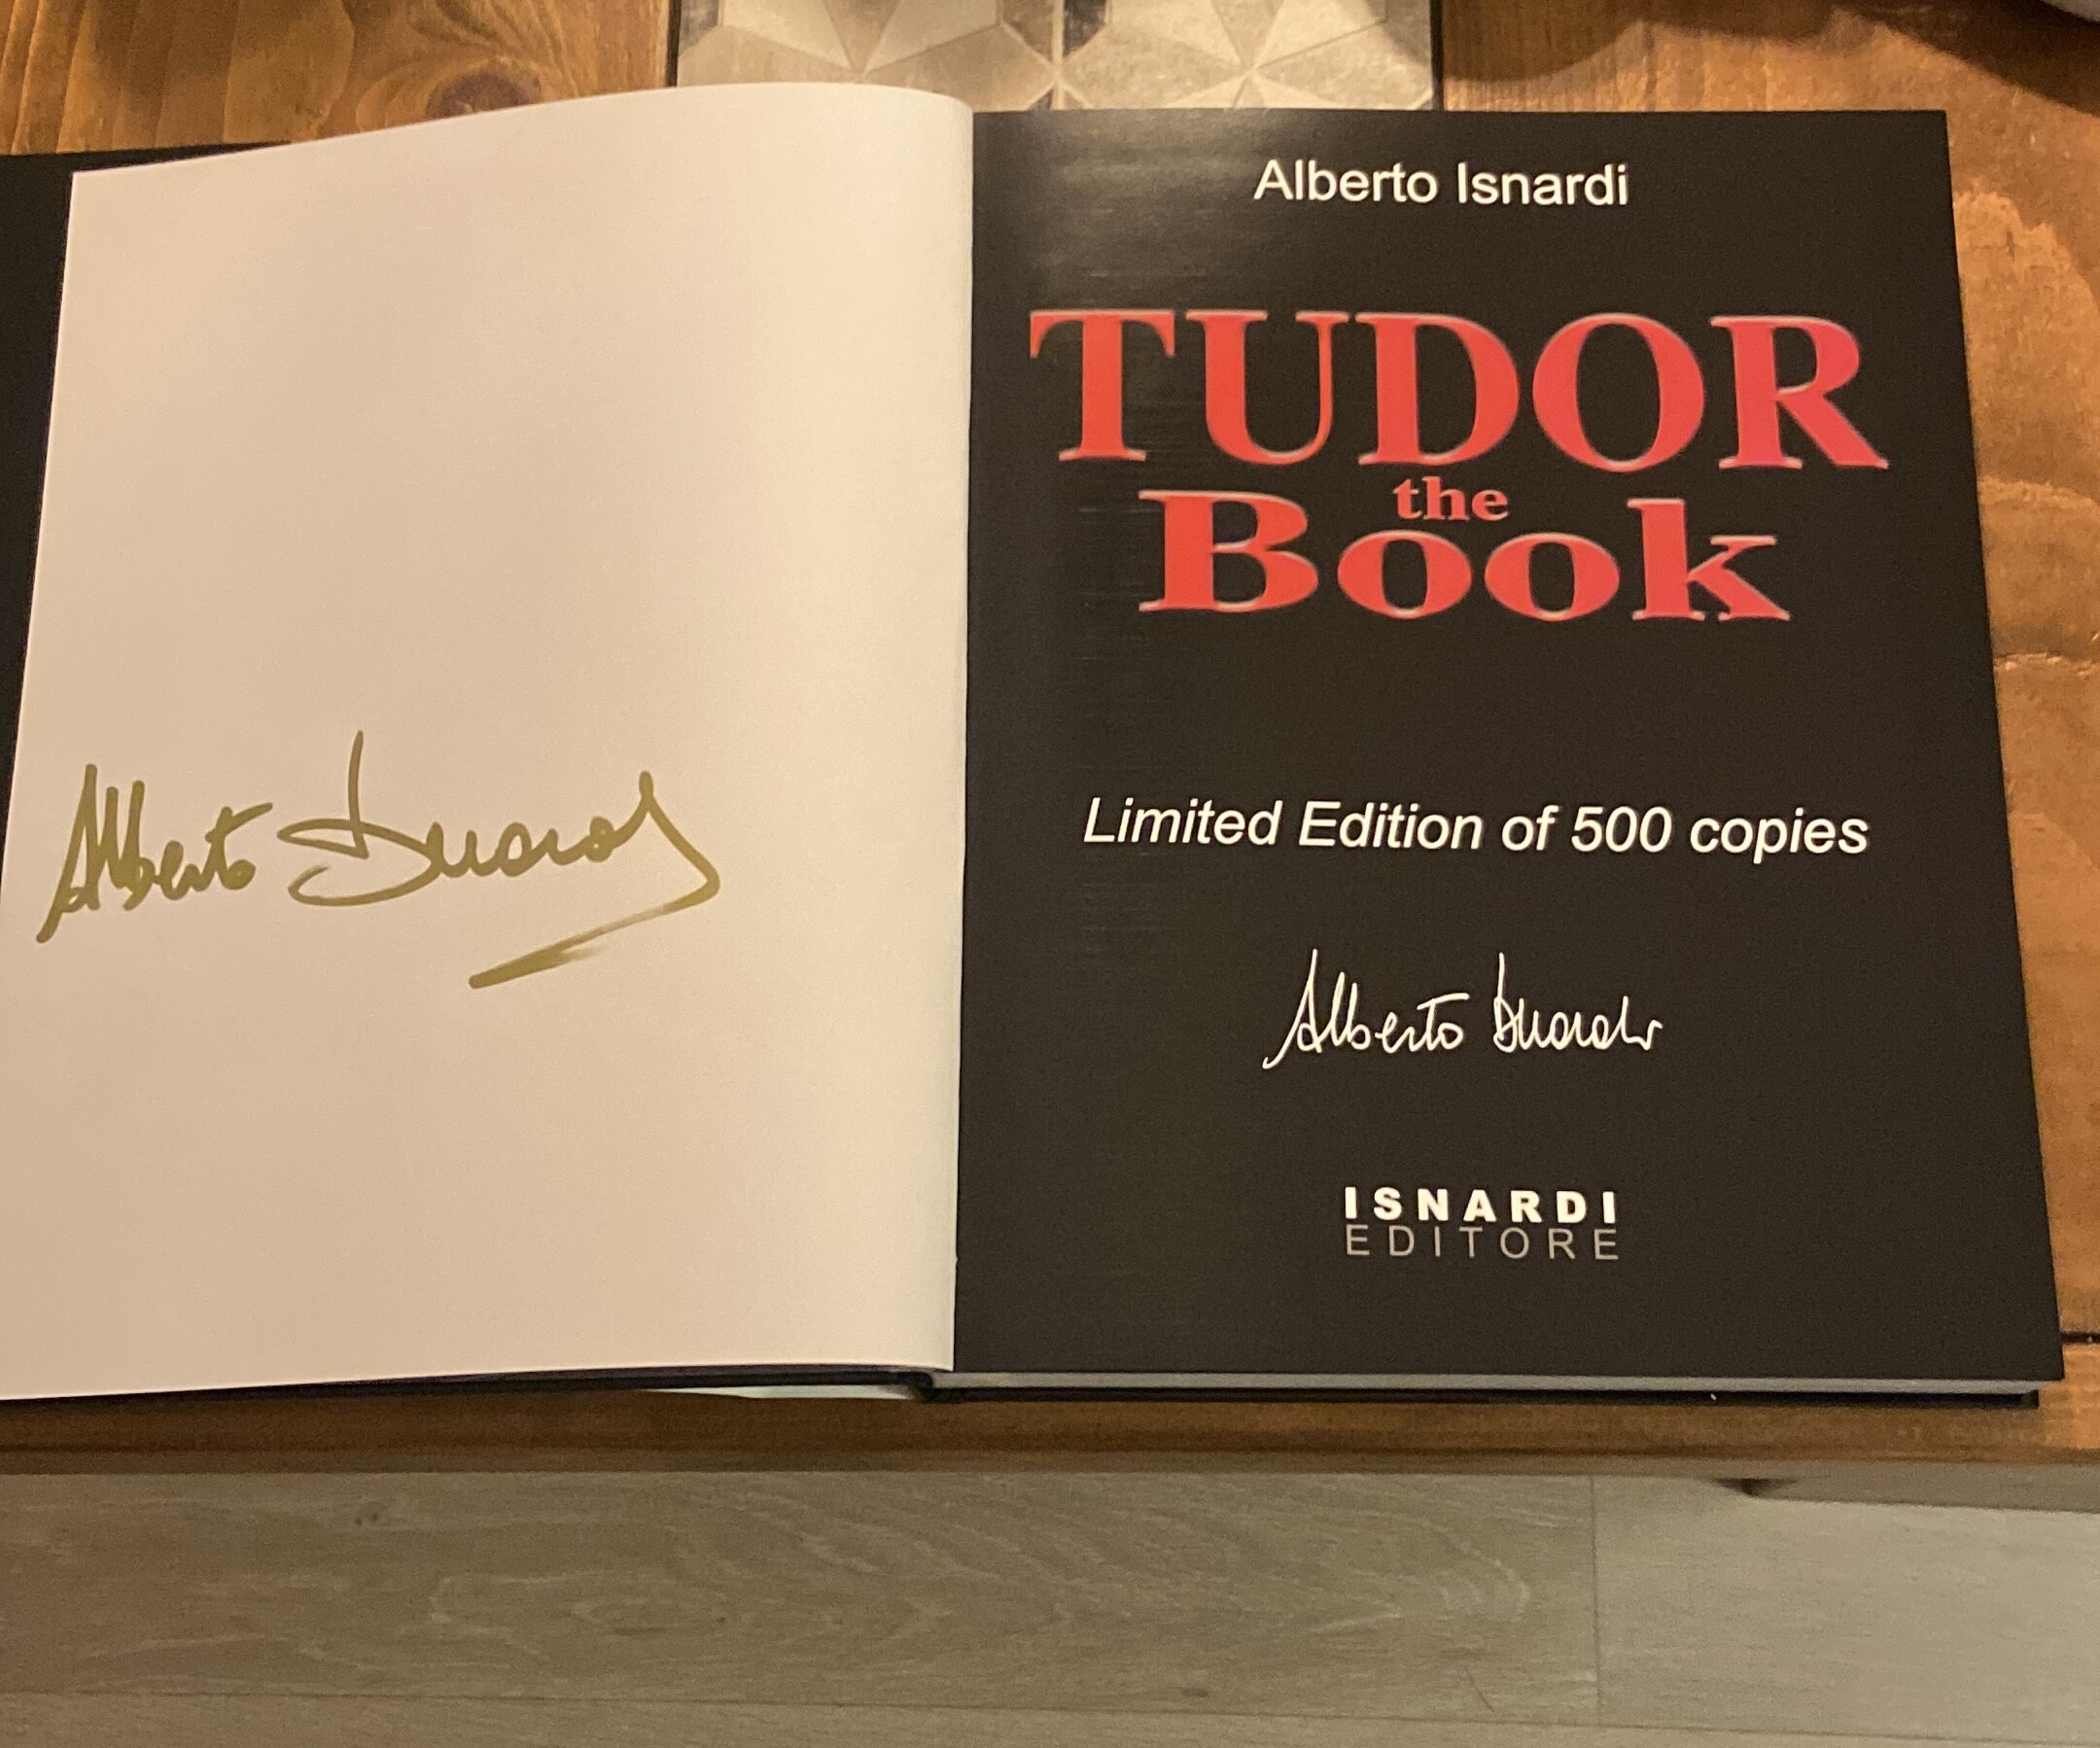 Alberto Isnardi
Alberto Isnardi
TUDOR
the
Book
Limited Edition of 500 copies
Alberto Isnardi
ISNARDI
EDITORE